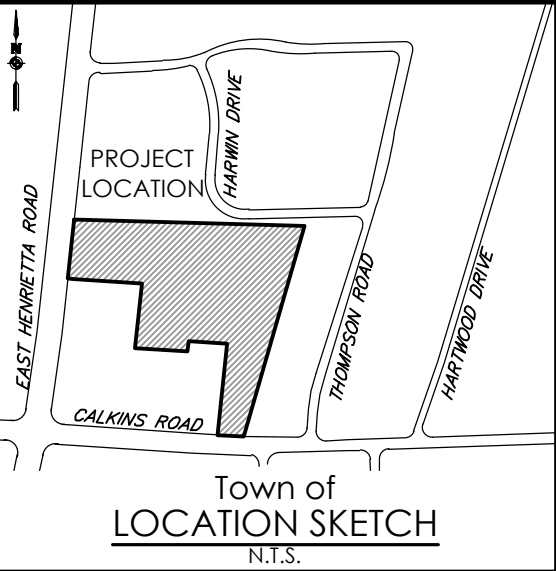 N
PROJECT
LOCATION
HARWIN DRIVE
EAST HENRIETTA ROAD
THOMPSON ROAD
HARTWOOD DRIVE
CALKINS ROAD
Town of
LOCATION SKETCH
N.T.S.